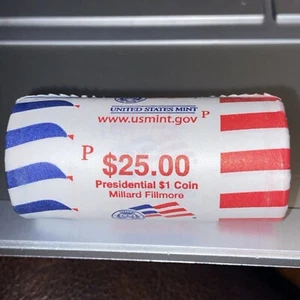 UNITED STATES MINT
www.usmint.gov P
P $25.00
Presidential $1 Coin
Millard Fillmore